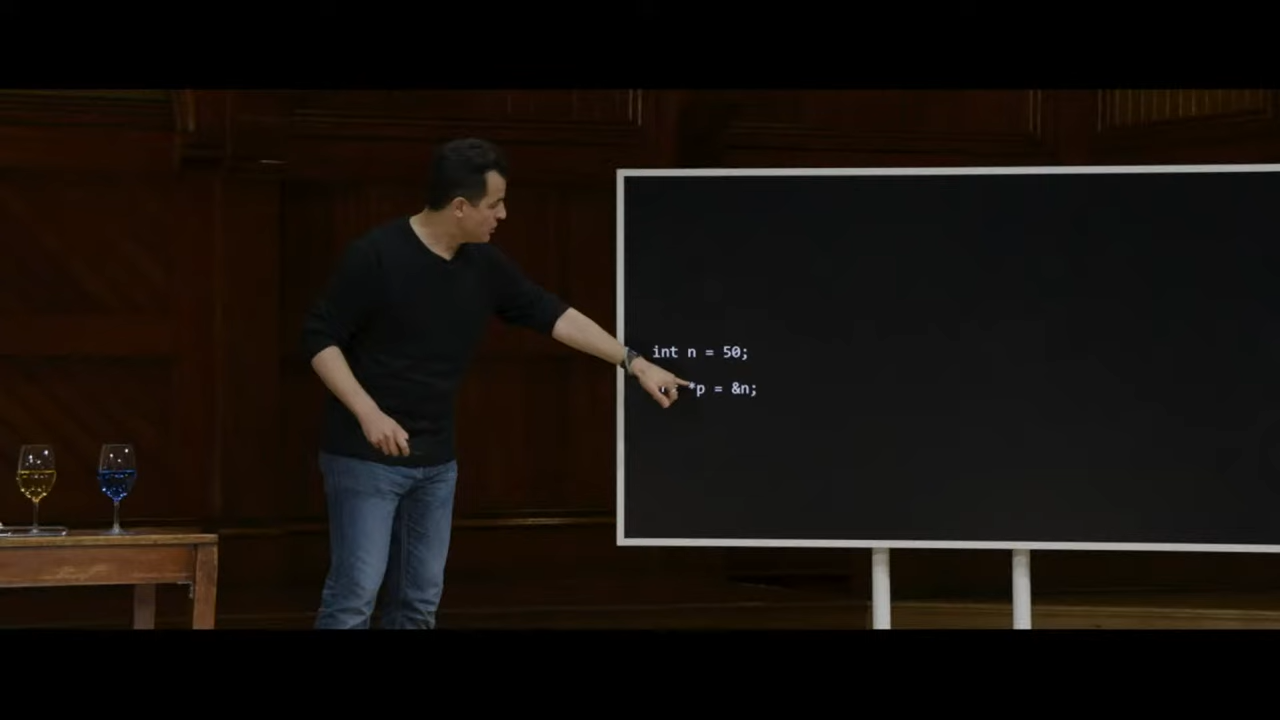 int n = 50;
*p = &n;